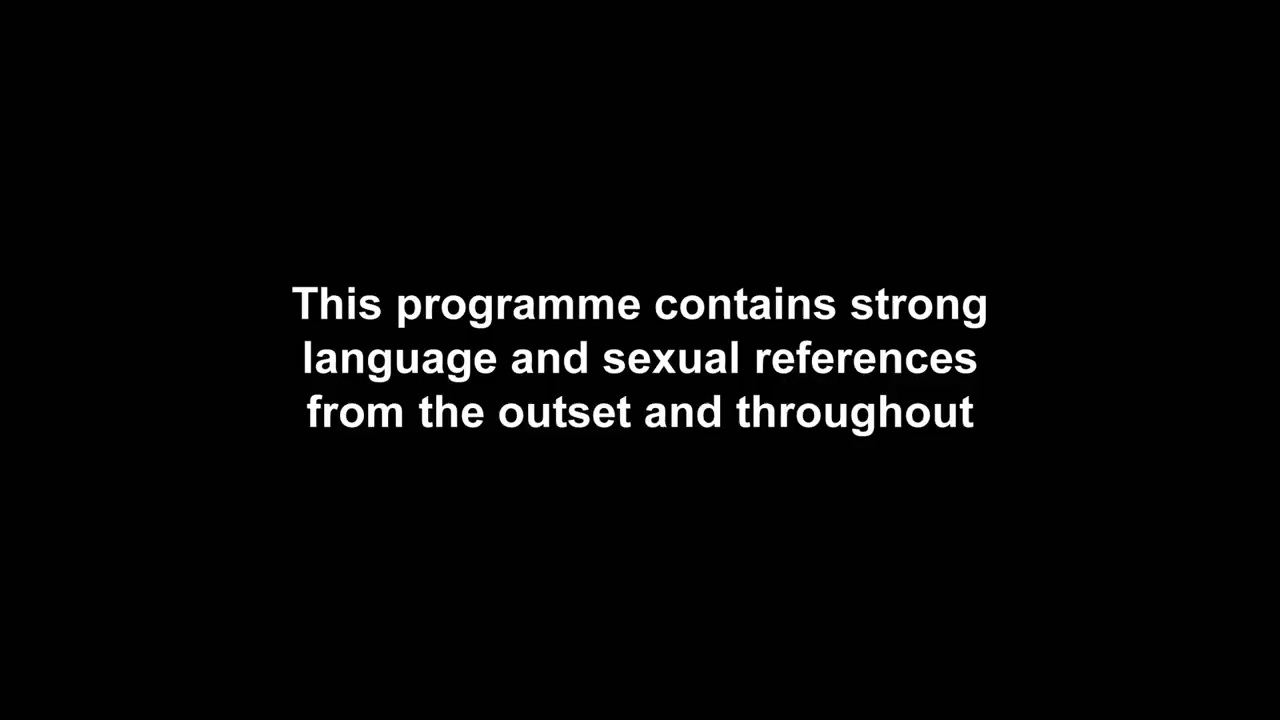 This programme contains strong
language and sexual references
from the outset and throughout